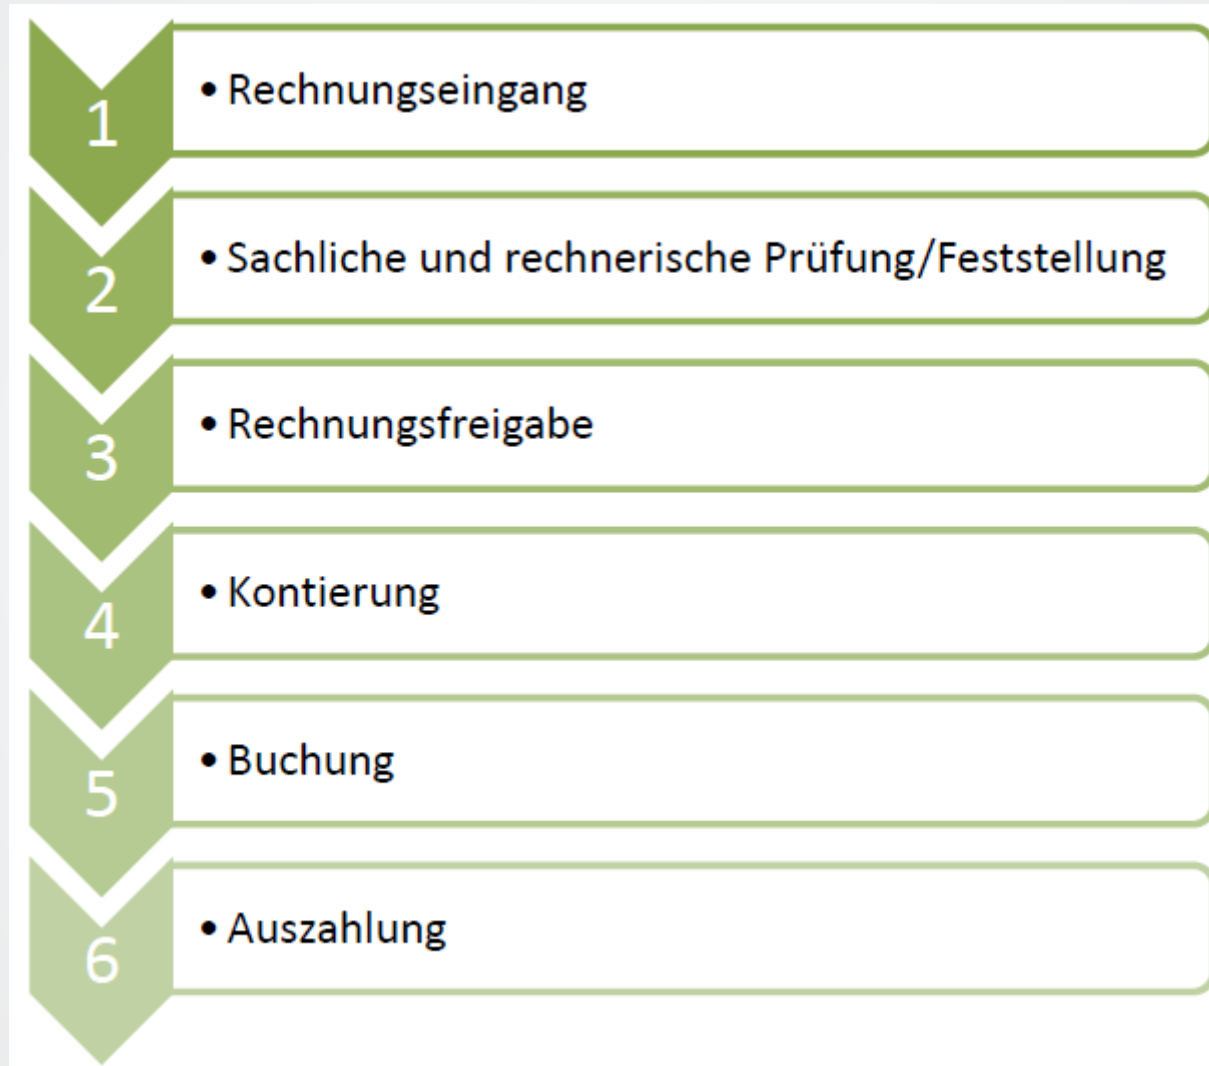 1
• Rechnungseingang
2
• Sachliche und rechnerische Prüfung/Feststellung
3
• Rechnungsfreigabe
4
• Kontierung
5
• Buchung
6
• Auszahlung